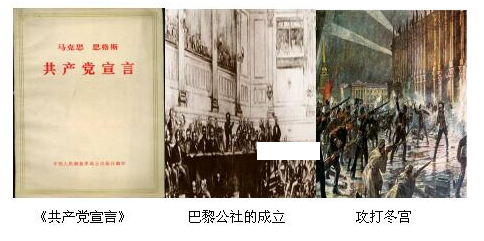 马克思 恩格斯
共产党宣言
《共产党宣言》
巴黎公社的成立
攻打冬宫